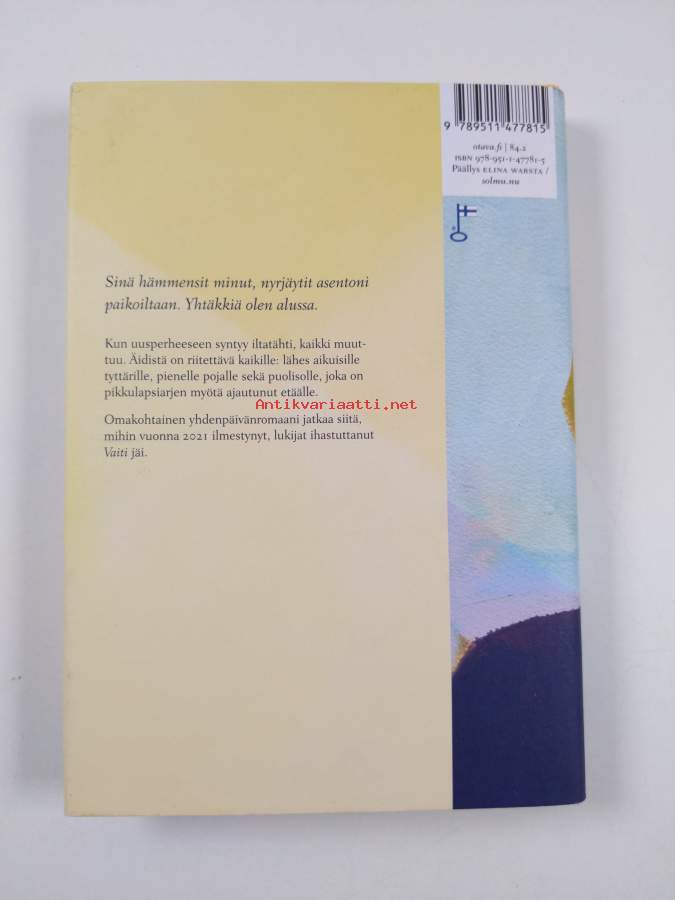 9 789511 477815
otava.fi | 84.2
ISBN 978-951-1-47781-5
Päällys ELINA WARSTA /
solmu.nu
Sinä hämmensit minut, nyrjäytit asentoni
paikoiltaan. Yhtäkkiä olen alussa.
Kun uusperheeseen syntyy iltatähti, kaikki muut-
tuu. Äidistä on riitettävä kaikille: lähes aikuisille
tyttärille, pienelle pojalle sekä puolisolle, joka on
pikkulapsiarjen myötä ajautunut etäälle.
Antikvariaatti.net
Omakohtainen yhdenpäivänromaani jatkaa siitä,
mihin vuonna 2021 ilmestynyt, lukijat ihastuttanut
Vaiti jäi.